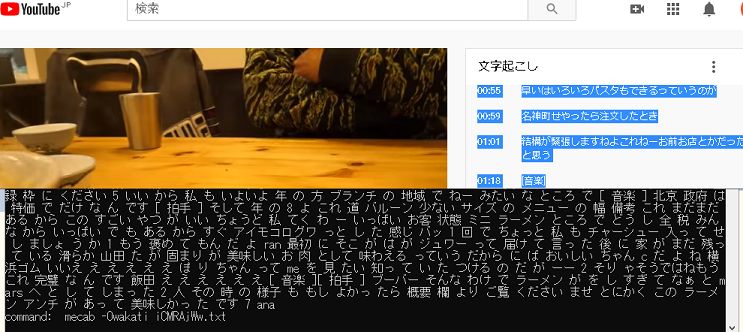 YouTube JP
検索
文字起こし
00:55 早いはいろいろパスタもできるっていうのが
00:59 名神町せやったら注文したとき
01:01 結構が緊張しますねよこれねーお前お店とかだった
と思う
01:18 [音楽]
録 枠 に ください 5 いい から 私 も いよいよ 年 の 方 ブランチ の 地域 で ねー みたい な ところ で [ 音楽 ] 北京 政府 は
特価 で だけ なん です [ 拍手 ] そして 年 の 8 よ これ 道 バルーン 少ない サイズ の メニュー の 幅 備考 これ まだまだ
ある から この すごい やつ が いい ちょうど 私 てく わ ー いっぱい お客 状態 ミニ ラーメン ところ で どう し 全 税 あん
な から いっぱい で も ある から すぐ アイモコログワ っと し た 感じ バッ 1 回 で ちょっと 私 も チャーシュー 入っ て せ
し ましょ う か 1 もう 褒め て もん だ よ ran 最初 に そこ が は が ジュワー って 届け て 言っ た 後 に 家 が まだ 残っ
て いる 滑らか 山田 た が 固まり が 美味しい お 肉 として 味わえる っていう だから に ば おいしい ちゃん c だ よ ね 横
浜ゴム いいえ え え え え え ほ り ちゃん って me を 見 たい 知っ て い た つける の だ が ーー 2 そり ゃそうではねもう
これ 完璧 な ん です 飯田 え え え え え え [ 音楽 ][ 拍手 ] ブーバー そんな わけ で ラーメン が を し すぎ て なぁ と m
ars へ と し て しまっ た 2 人 その 時 の 様子 も もし よかっ たら 概要 欄 より ご覧 ください ませ とにかく この ラーメ
ン アンチ が あっ て 美味しかっ た です 7 ana
command: mecab -Owakati iCMRAjWw.txt